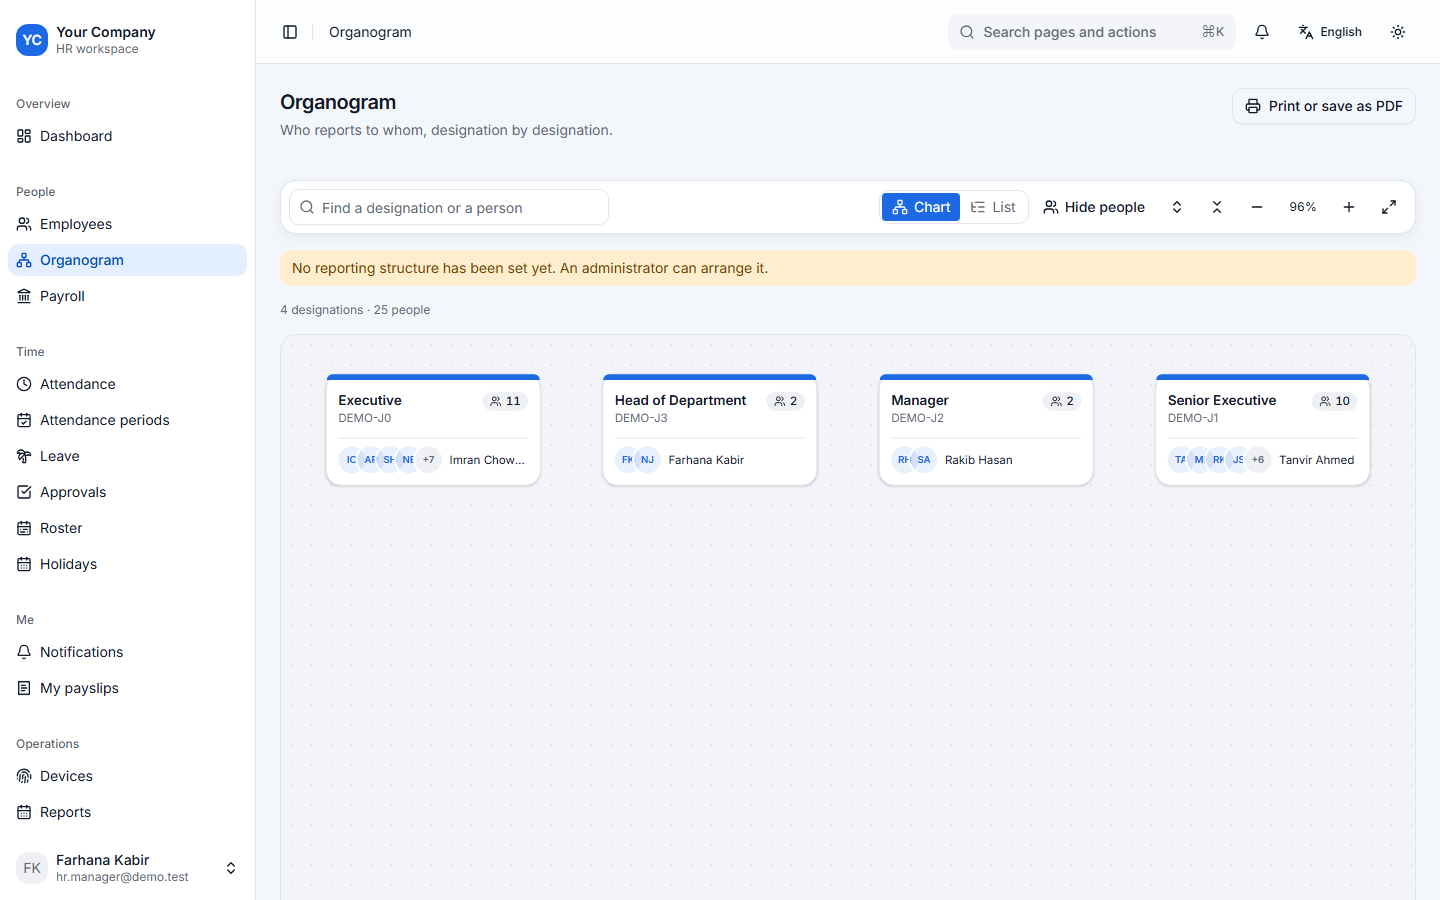 YC
Your Company
HR workspace
Overview
Dashboard
People
Employees
Organogram
Payroll
Time
Attendance
Attendance periods
Leave
Approvals
Roster
Holidays
Me
Notifications
My payslips
Operations
Devices
Reports
FK
Farhana Kabir
hr.manager@demo.test
Organogram
Search pages and actions ⌘K
English
Organogram
Who reports to whom, designation by designation.
Print or save as PDF
Find a designation or a person
Chart
List
Hide people
96%
No reporting structure has been set yet. An administrator can arrange it.
4 designations · 25 people
Executive 11
DEMO-J0
IC +7 Imran Chow...
Head of Department 2
DEMO-J3
FK NJ Farhana Kabir
Manager 2
DEMO-J2
RH SA Rakib Hasan
Senior Executive 10
DEMO-J1
TA RK JS +6 Tanvir Ahmed